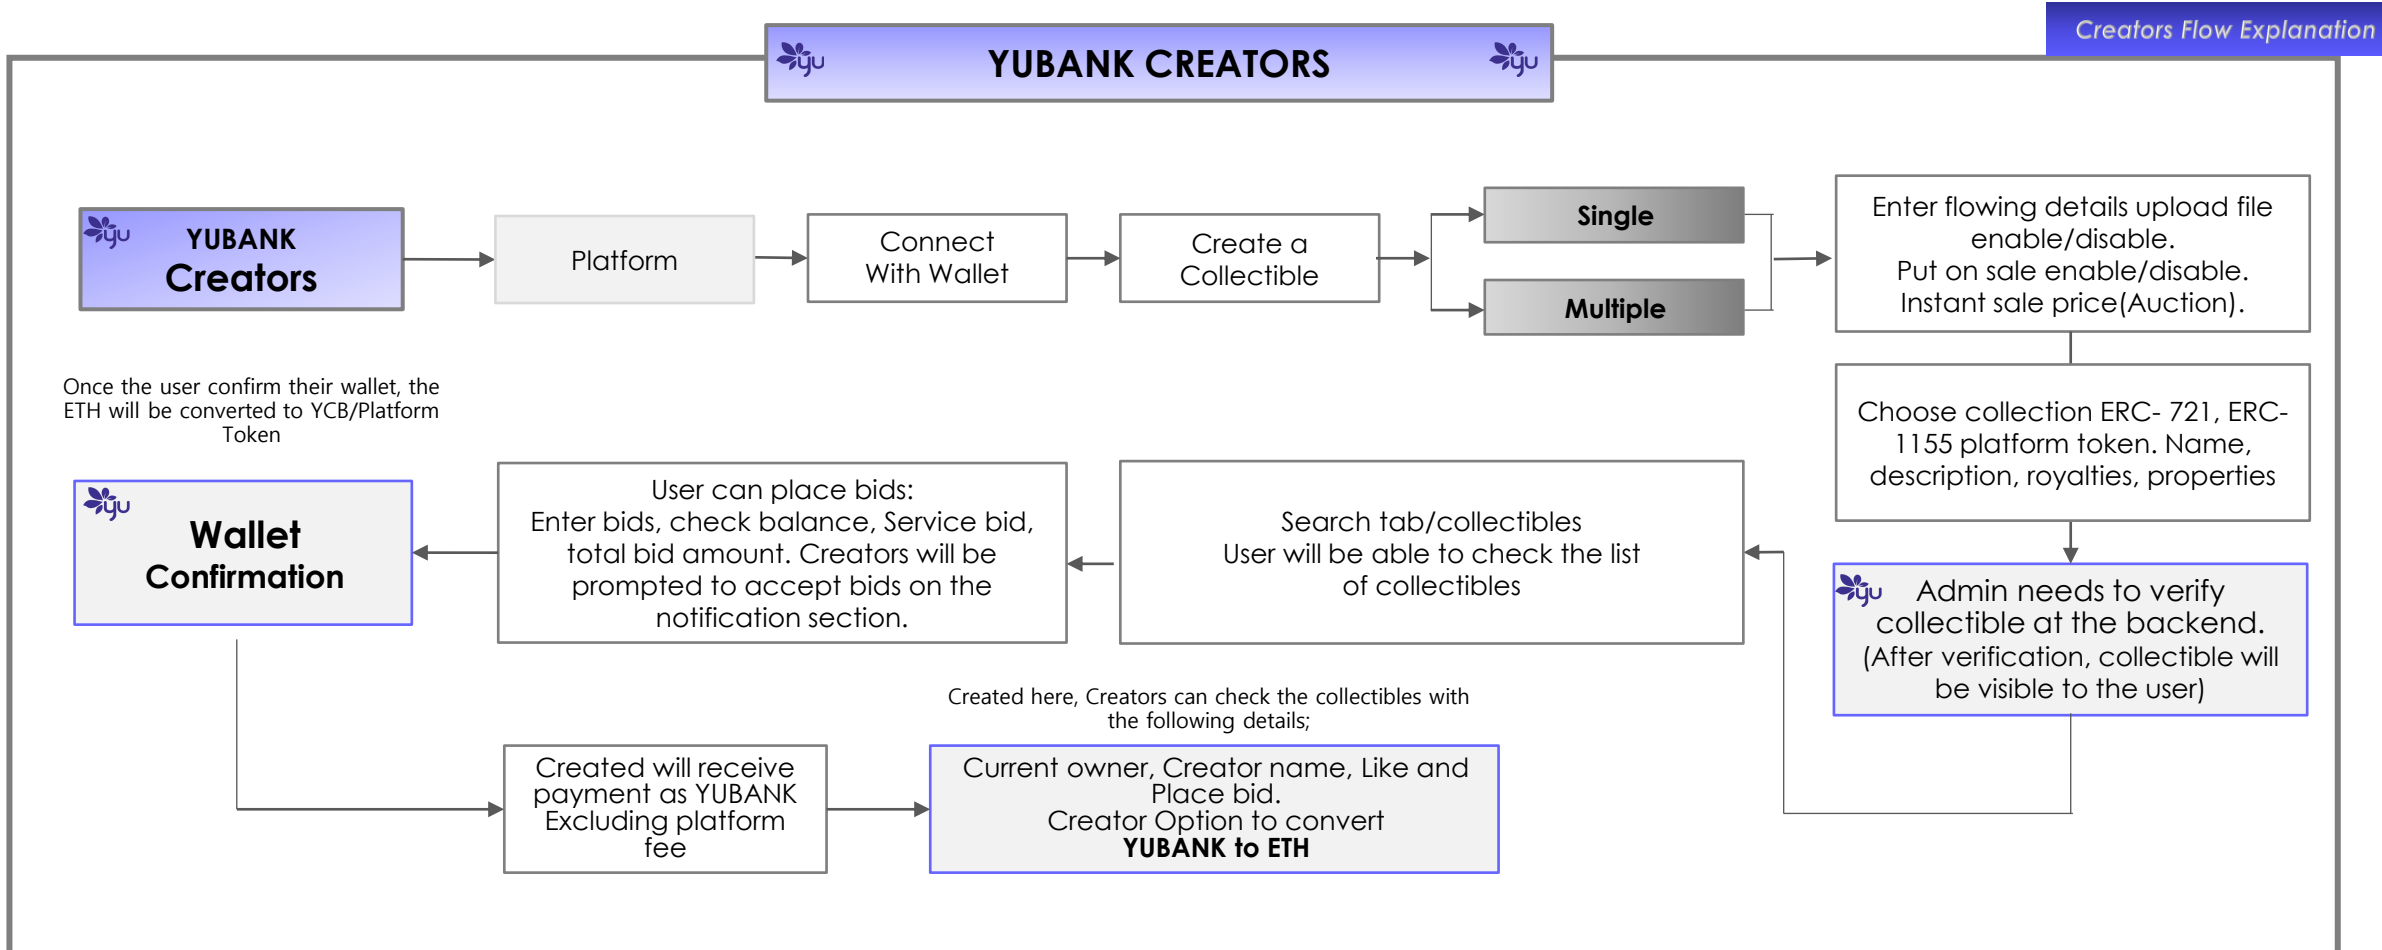 Creators Flow Explanation
yu
YUBANK CREATORS
yu
yu
YUBANK
Creators
Platform
Connect
With Wallet
Create a
Collectible
Single
Multiple
Enter flowing details upload file
enable/disable.
Put on sale enable/disable.
Instant sale price(Auction).
Choose collection ERC- 721, ERC-
1155 platform token. Name,
description, royalties, properties
yu
Admin needs to verify
collectible at the backend.
(After verification, collectible will
be visible to the user)
Search tab/collectibles
User will be able to check the list
of collectibles
User can place bids:
Enter bids, check balance, Service bid,
total bid amount. Creators will be
prompted to accept bids on the
notification section.
Once the user confirm their wallet, the
ETH will be converted to YCB/Platform
Token
yu
Wallet
Confirmation
Created will receive
payment as YUBANK
Excluding platform
fee
Created here, Creators can check the collectibles with
the following details;
Current owner, Creator name, Like and
Place bid.
Creator Option to convert
YUBANK to ETH